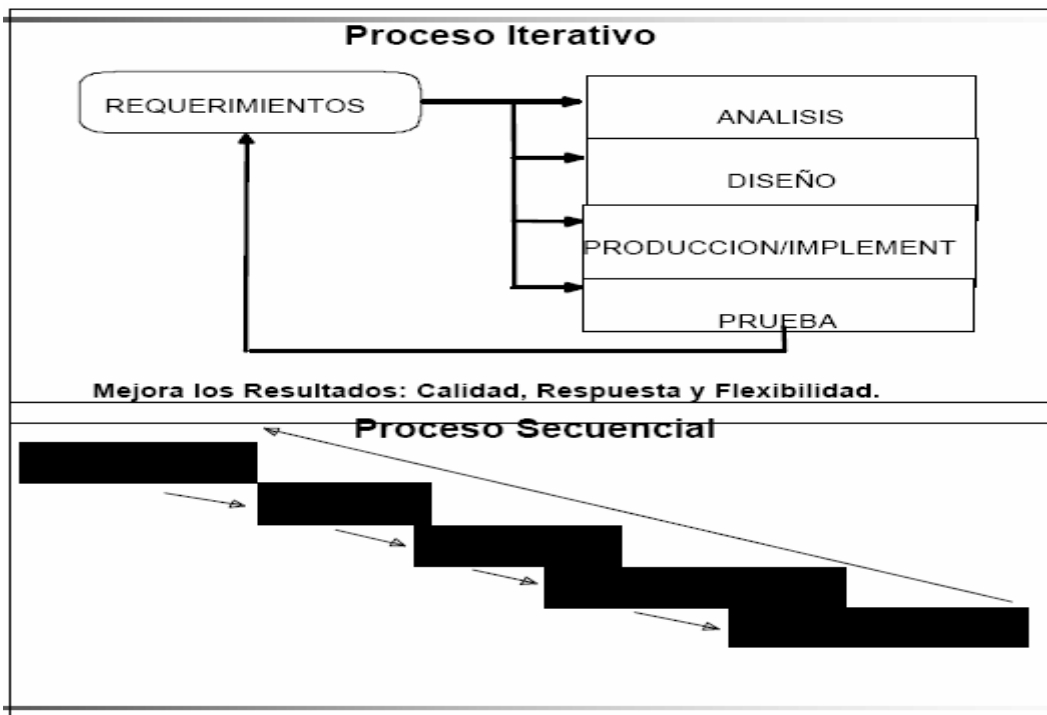 Proceso Iterativo
REQUERIMIENTOS
ANALISIS
DISEÑO
PRODUCCION/IMPLEMENT
PRUEBA
Mejora los Resultados: Calidad, Respuesta y Flexibilidad.
Proceso Secuencial